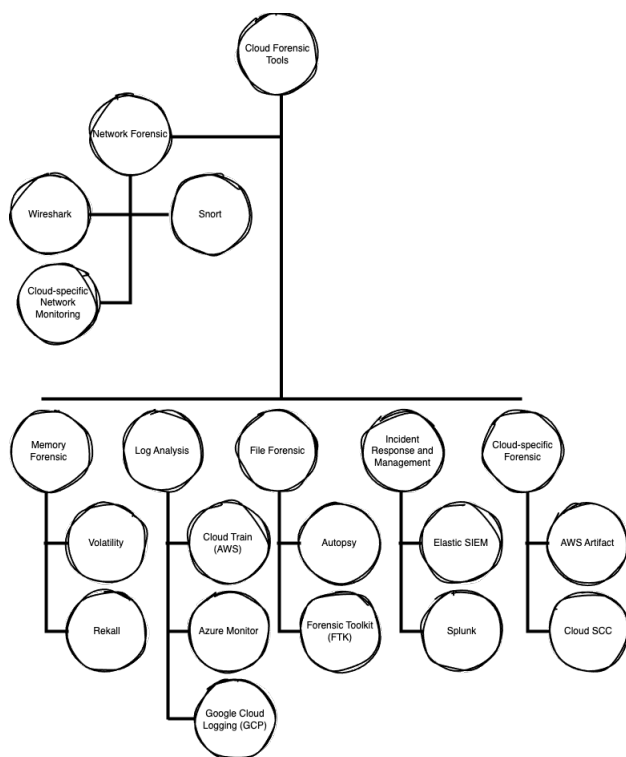 Cloud Forensic
Tools
Network Forensic
Wireshark
Snort
Cloud-specific
Network
Monitoring
Memory
Forensic
Log Analysis
File Forensic
Incident
Response and
Management
Cloud-specific
Forensic
Volatility
Cloud Train
(AWS)
Autopsy
Elastic SIEM
AWS Artifact
Rekall
Azure Monitor
Forensic Toolkit
(FTK)
Splunk
Cloud SCC
Google Cloud
Logging (GCP)